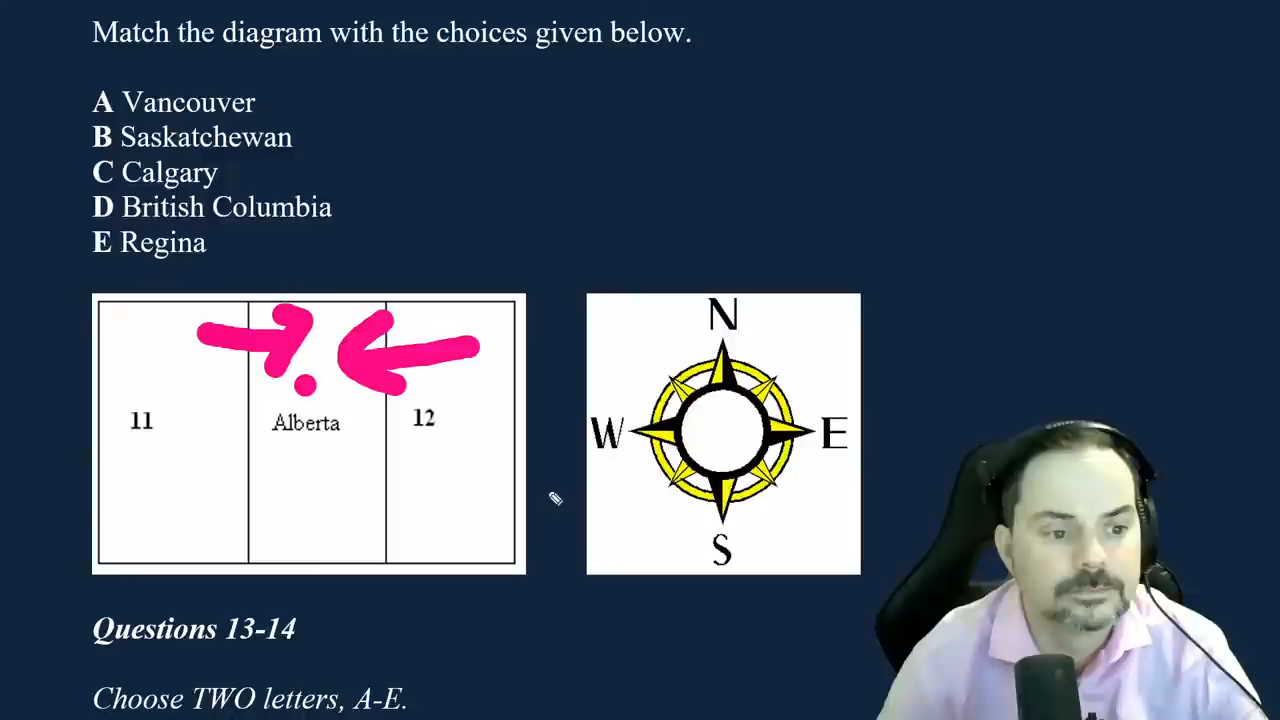 Match the diagram with the choices given below.
A Vancouver
B Saskatchewan
C Calgary
D British Columbia
E Regina
11
Alberta
12
N
W
E
S
Questions 13-14
Choose TWO letters, A-E.